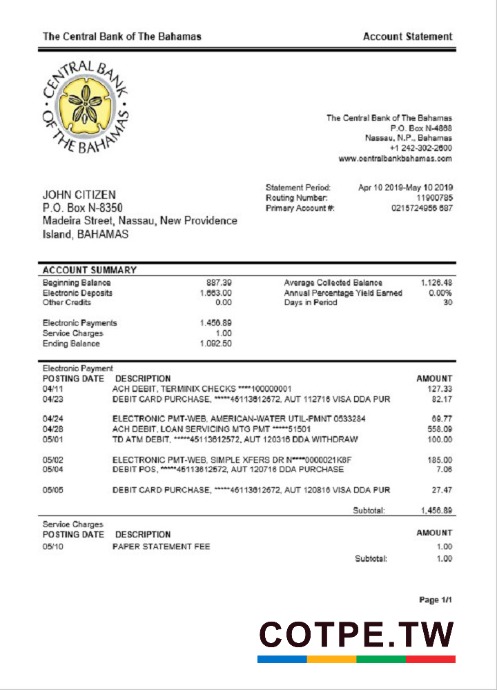 The Central Bank of The Bahamas Account Statement
CENTRAL BANK
OF THE BAHAMAS
The Central Bank of The Bahamas
P.O. Box N-4868
Nassau, N.P., Bahamas
+1 242-302-2600
www.centralbankbahamas.com
Statement Period: Apr 10 2019-May 10 2019
Routing Number: 11900785
Primary Account #: 0215724956 687
JOHN CITIZEN
P.O. Box N-8350
Madeira Street, Nassau, New Providence
Island, BAHAMAS
ACCOUNT SUMMARY
Beginning Balance 887.39 Average Collected Balance 1,126.48
Electronic Deposits 1,663.00 Annual Percentage Yield Earned 0.00%
Other Credits 0.00 Days in Period 30
Electronic Payments 1,456.89
Service Charges 1.00
Ending Balance 1,092.50
Electronic Payment
POSTING DATE DESCRIPTION AMOUNT
04/11 ACH DEBIT, TERMINIX CHECKS ****100000001 127.33
04/23 DEBIT CARD PURCHASE, *****46113612572, AUT 112716 VISA DDA PUR 82.17
04/24 ELECTRONIC PMT-WEB, AMERICAN-WATER UTIL-PMNT 0533284 69.77
04/28 ACH DEBIT, LOAN SERVICING MTG PMT *****51501 558.09
05/01 TD ATM DEBIT, *****45113612572, AUT 120316 DDA WITHDRAW 100.00
05/02 ELECTRONIC PMT-WEB, SIMPLE XFERS DR N****0000021K8F 185.00
05/04 DEBIT POS, *****45113612572, AUT 120716 DDA PURCHASE 7.06
05/05 DEBIT CARD PURCHASE, *****46113612672, AUT 120816 VISA DDA PUR 27.47
Subtotal: 1,456.89
Service Charges
POSTING DATE DESCRIPTION AMOUNT
05/10 PAPER STATEMENT FEE 1.00
Subtotal: 1.00
Page 1/1
COTPE.TW